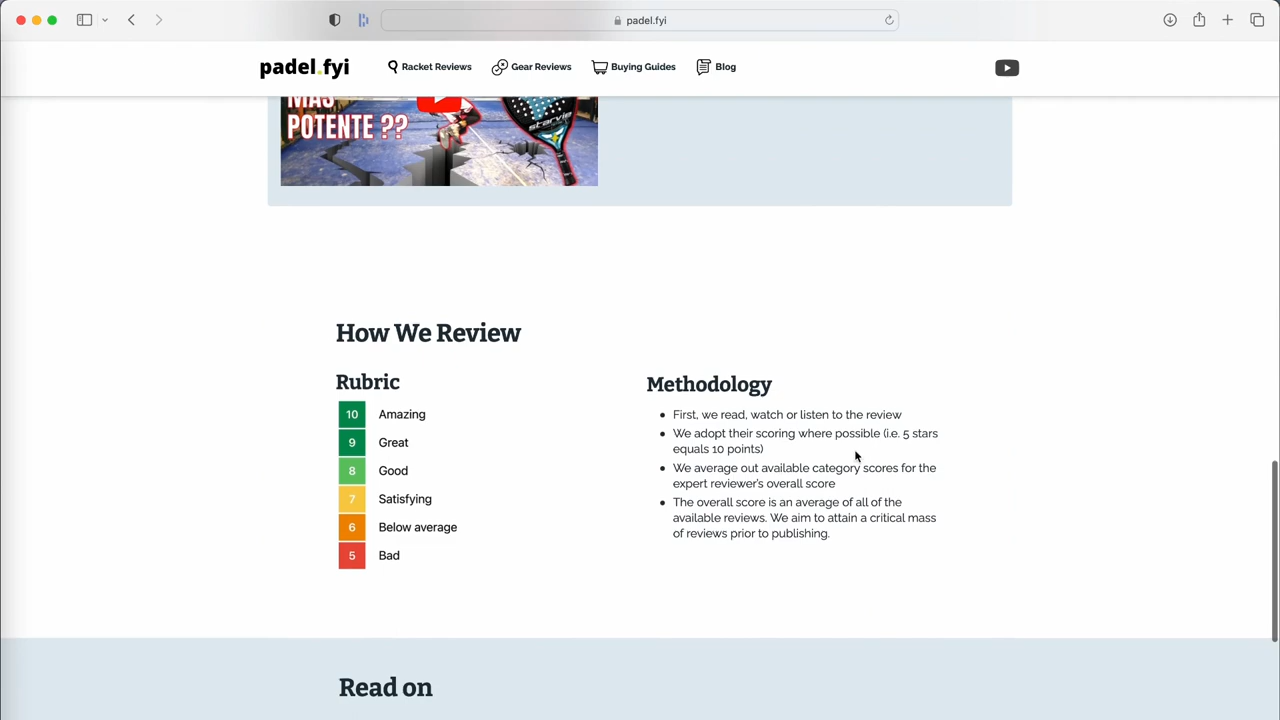 padel.fyi
padel.fyi
Racket Reviews
Gear Reviews
Buying Guides
Blog
MAS
POTENTE ??
starvie
How We Review
Rubric
10 Amazing
9 Great
8 Good
7 Satisfying
6 Below average
5 Bad
Methodology
First, we read, watch or listen to the review
We adopt their scoring where possible (i.e. 5 stars
equals 10 points)
We average out available category scores for the
expert reviewer's overall score
The overall score is an average of all of the
available reviews. We aim to attain a critical mass
of reviews prior to publishing.
Read on